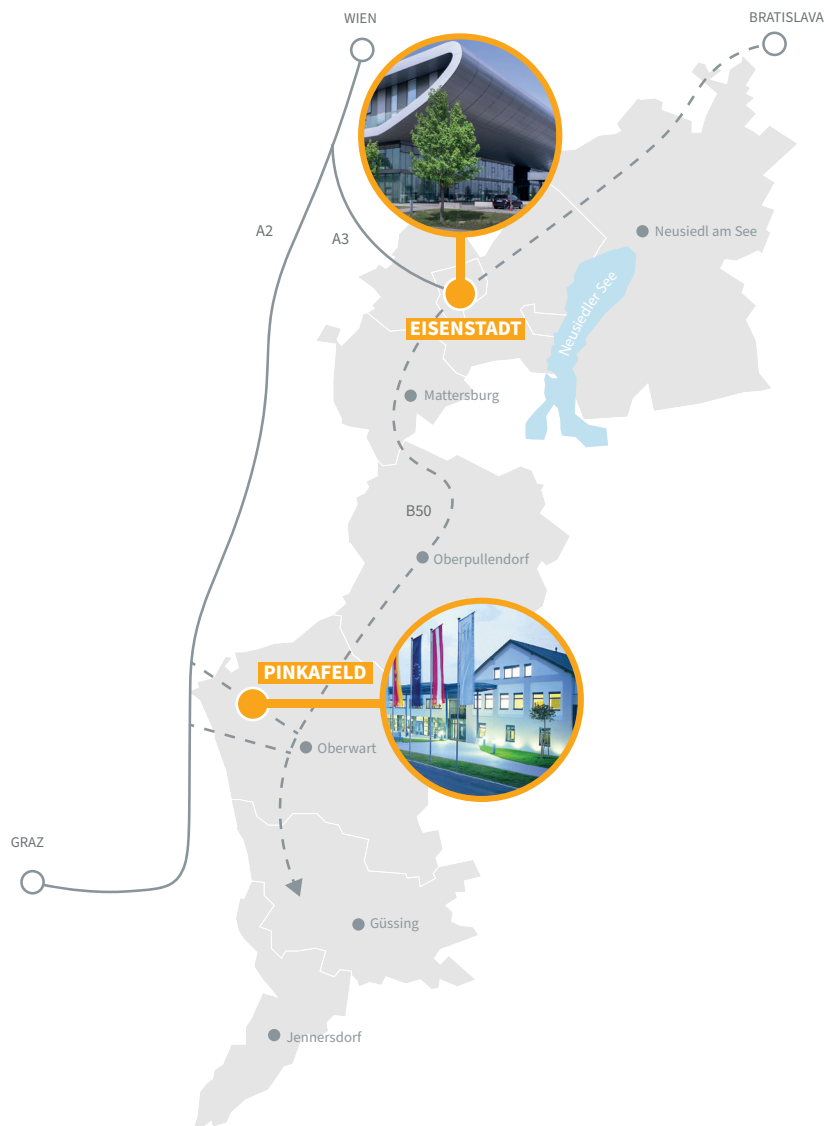 WIEN
BRATISLAVA
A2
A3
Neusiedl am See
Neusiedler See
EISENSTADT
Mattersburg
B50
Oberpullendorf
PINKAFELD
Oberwart
GRAZ
Güssing
Jennersdorf